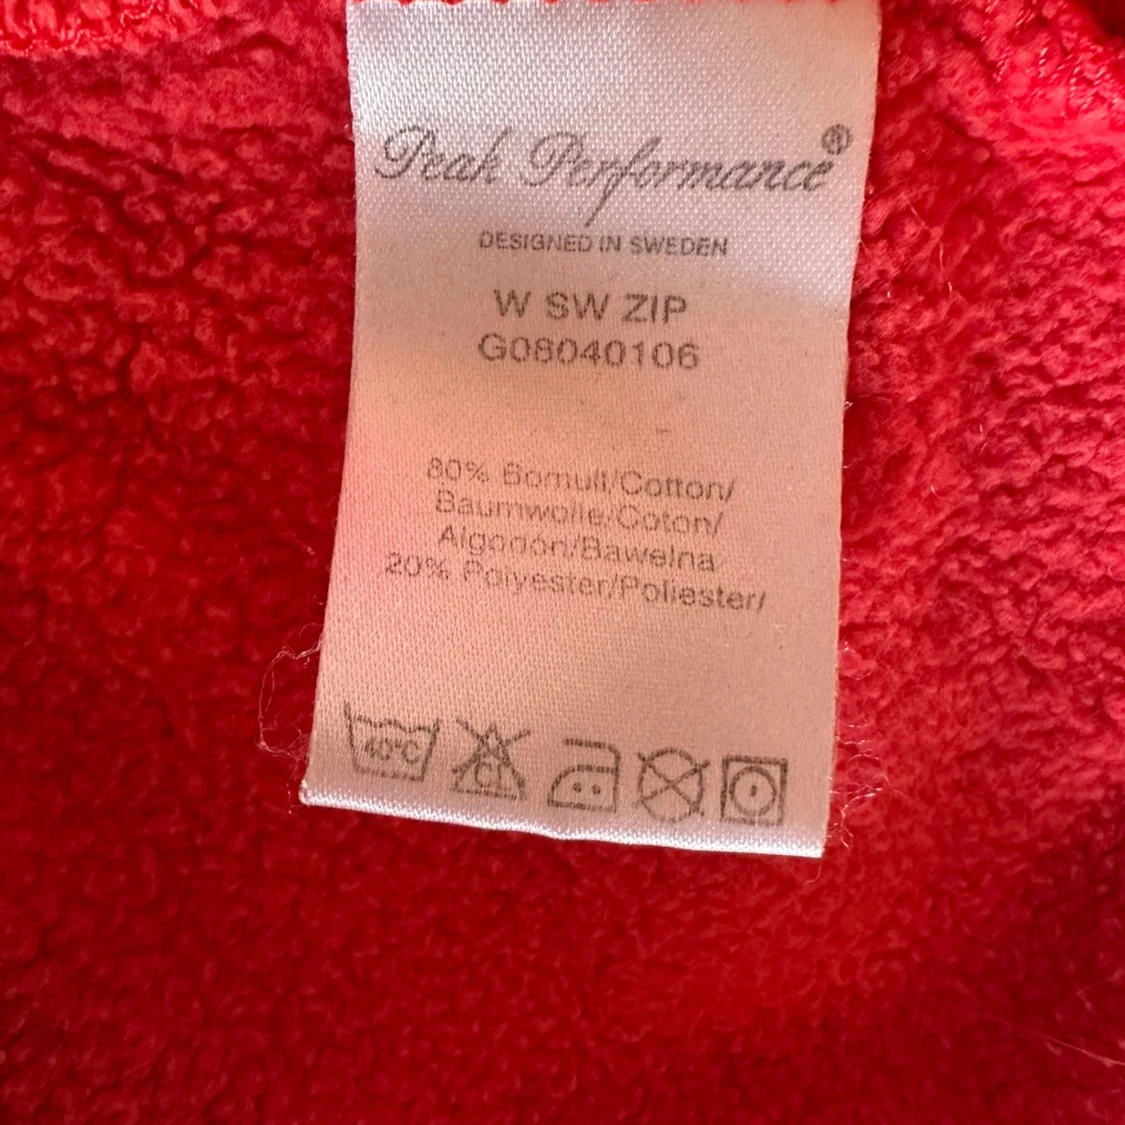 Peak Performance®
DESIGNED IN SWEDEN
W SW ZIP
G08040106
80% Bomull/Cotton/
Baumwolle/Coton/
Algodón/Bawelna
20% Polyester/Poliester/
40°C
Cl